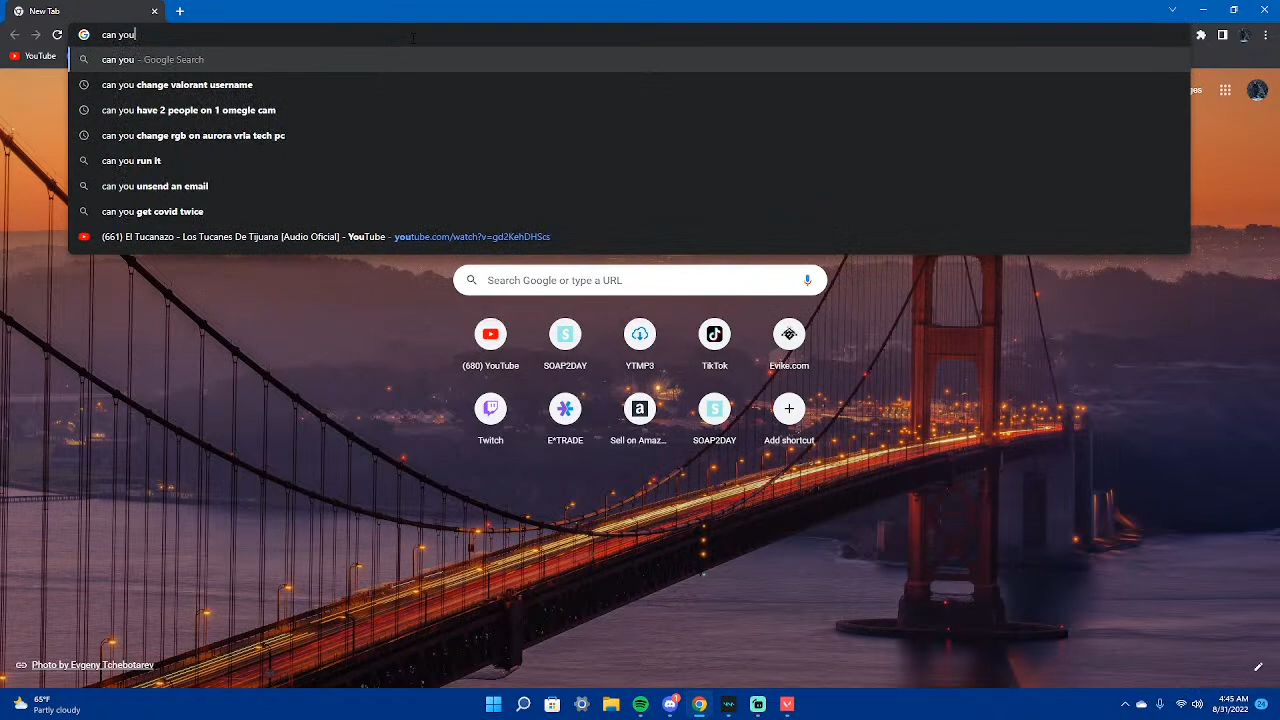 New Tab
can you
YouTube
can you - Google Search
can you change valorant username
can you have 2 people on 1 omegle cam
can you change rgb on aurora vrla tech pc
can you run it
can you unsend an email
can you get covid twice
(661) El Tucanazo - Los Tucanes De Tijuana [Audio Oficial] - YouTube - youtube.com/watch?v=gd2KehDHScs
ges
Search Google or type a URL
(680) YouTube
SOAP2DAY
YTMP3
TikTok
Evike.com
Twitch
E*TRADE
Sell on Amaz...
SOAP2DAY
Add shortcut
Photo by Evgeny Tchebotarev
65°F
Partly cloudy
1
4:45 AM
8/31/2022
24